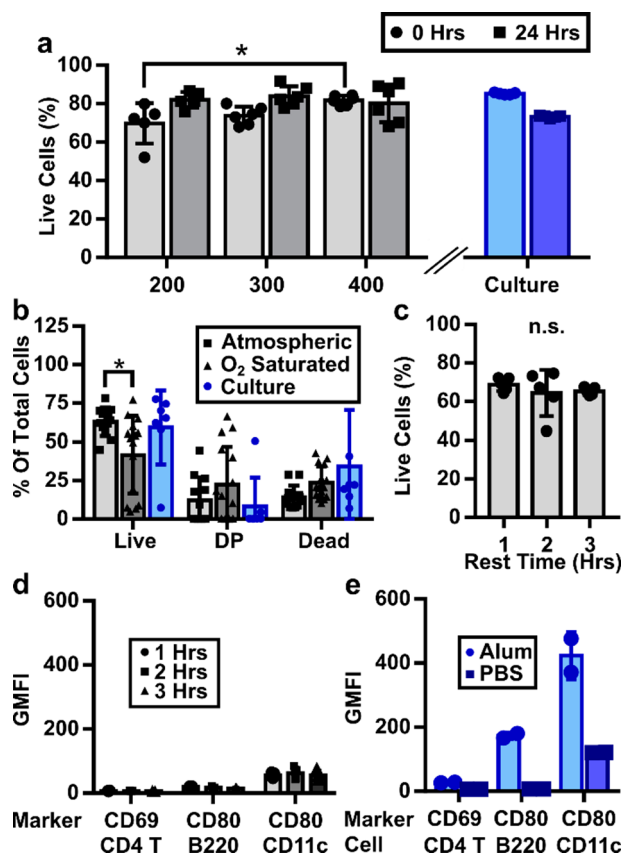 a
0 Hrs 24 Hrs
*
Live Cells (%)
100
80
60
40
20
0
200 300 400 Culture
b
% Of Total Cells
125
100
75
50
25
0
*
Atmospheric
O₂ Saturated
Culture
Live DP Dead
c
n.s.
Live Cells (%)
100
80
60
40
20
0
1 2 3
Rest Time (Hrs)
d
GMFI
600
400
200
0
1 Hrs
2 Hrs
3 Hrs
Marker CD69 CD80 CD80
CD4 T B220 CD11c
e
GMFI
600
400
200
0
Alum
PBS
Marker CD69 CD80 CD80
Cell CD4 T B220 CD11c